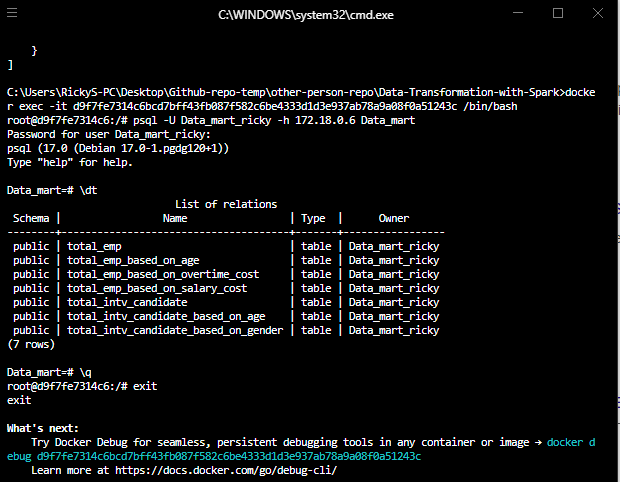 C:\WINDOWS\system32\cmd.exe
}
]
C:\Users\RickyS-PC\Desktop\Github-repo-temp\other-person-repo\Data-Transformation-with-Spark>docke
r exec -it d9f7fe7314c6bcd7bff43fb087f582c6be4333d1d3e937ab78a9a08f0a51243c /bin/bash
root@d9f7fe7314c6:/# psql -U Data_mart_ricky -h 172.18.0.6 Data_mart
Password for user Data_mart_ricky:
psql (17.0 (Debian 17.0-1.pgdg120+1))
Type "help" for help.
Data_mart=# \dt
List of relations
Schema | Name | Type | Owner
--------+---------------------------------------+-------+-----------------
public | total_emp | table | Data_mart_ricky
public | total_emp_based_on_age | table | Data_mart_ricky
public | total_emp_based_on_overtime_cost | table | Data_mart_ricky
public | total_emp_based_on_salary_cost | table | Data_mart_ricky
public | total_intv_candidate | table | Data_mart_ricky
public | total_intv_candidate_based_on_age | table | Data_mart_ricky
public | total_intv_candidate_based_on_gender | table | Data_mart_ricky
(7 rows)
Data_mart=# \q
root@d9f7fe7314c6:/# exit
exit
What's next:
Try Docker Debug for seamless, persistent debugging tools in any container or image → docker d
ebug d9f7fe7314c6bcd7bff43fb087f582c6be4333d1d3e937ab78a9a08f0a51243c
Learn more at https://docs.docker.com/go/debug-cli/